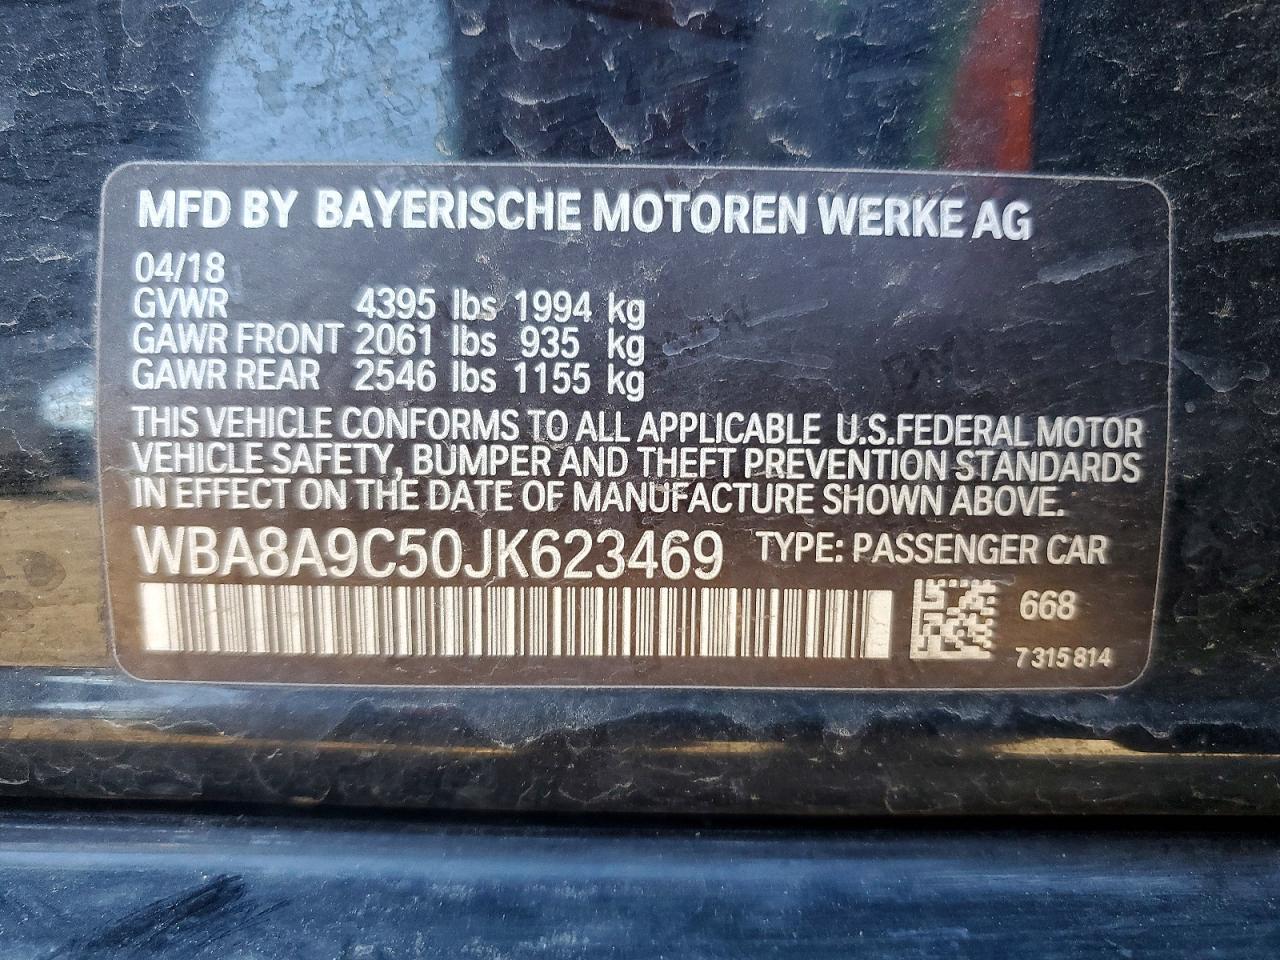 MFD BY BAYERISCHE MOTOREN WERKE AG
04/18
GVWR 4395 lbs 1994 kg
GAWR FRONT 2061 lbs 935 kg
GAWR REAR 2546 lbs 1155 kg
THIS VEHICLE CONFORMS TO ALL APPLICABLE U.S.FEDERAL MOTOR
VEHICLE SAFETY, BUMPER AND THEFT PREVENTION STANDARDS
IN EFFECT ON THE DATE OF MANUFACTURE SHOWN ABOVE.
WBA8A9C50JK623469 TYPE: PASSENGER CAR
668
7 315 814